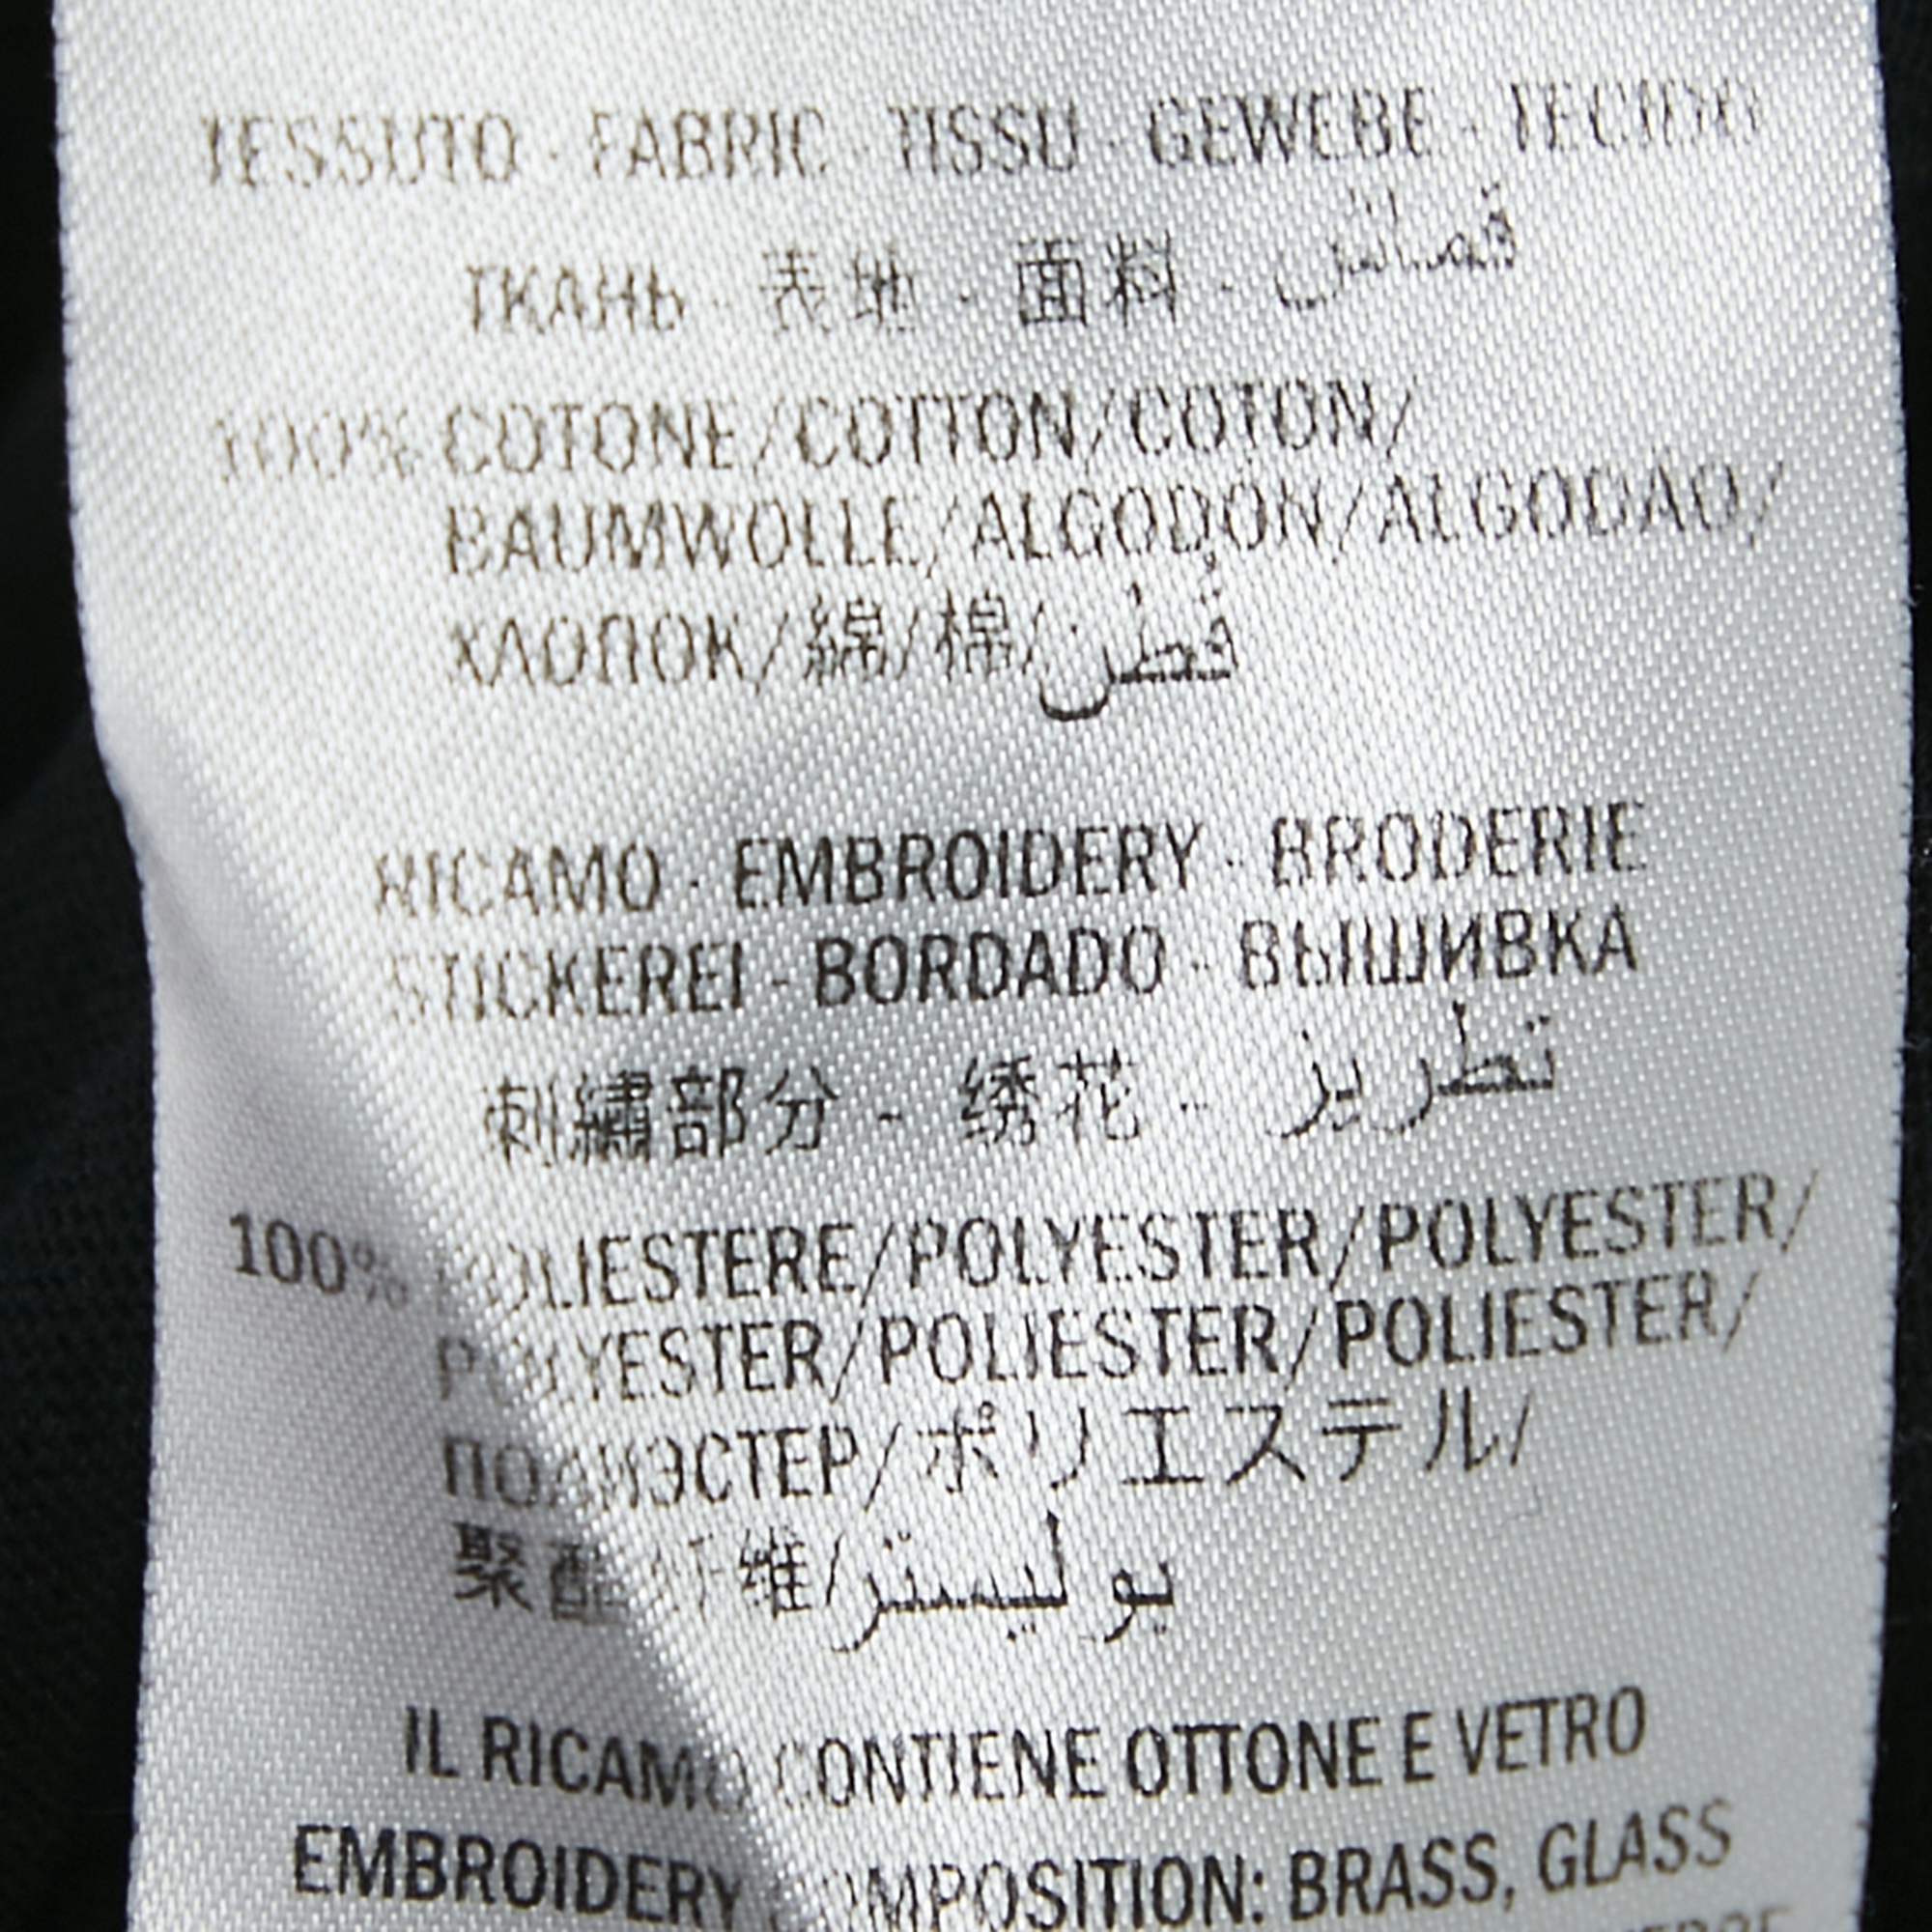 TESSUTO - FABRIC - TISSU - GEWEBE - TECIDO
ТКАНЬ - 表地 - 面料 - قماش
100% COTONE/COTTON/COTON/
BAUMWOLLE/ALGODÓN/ALGODAO/
ХЛОПОК/綿/棉/قطن
RICAMO - EMBROIDERY - BRODERIE
STICKEREI - BORDADO - ВЫШИВКА
刺繍部分 - 绣花 - تطريز
100% POLIESTERE/POLYESTER/POLYESTER/
POLYESTER/POLIESTER/POLIESTER/
ПОЛИЭСТЕР/ポリエステル/
聚酯纤维/بوليستر
IL RICAMO CONTIENE OTTONE E VETRO
EMBROIDERY COMPOSITION: BRASS, GLASS